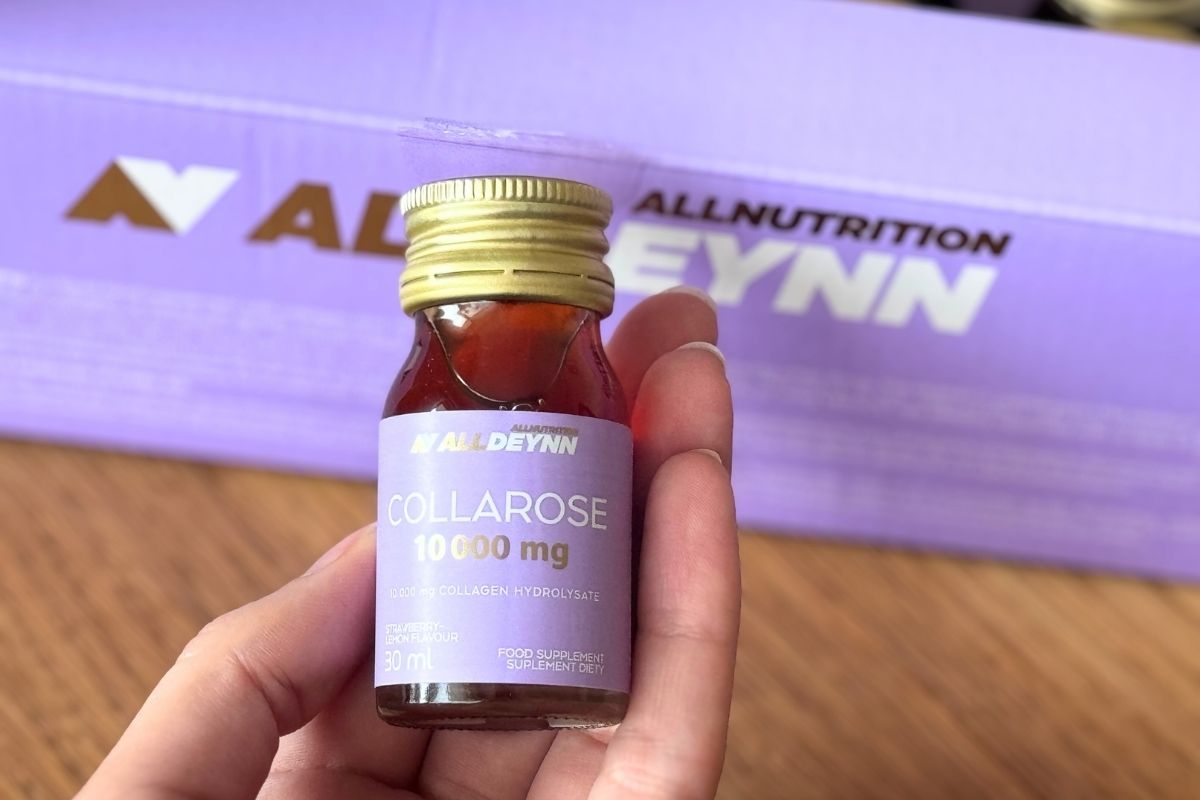 ALLNUTRITION
AL EYNN
ALLNUTRITION
ALLDEYNN
COLLAROSE
10 000 mg
10 000 mg COLLAGEN HYDROLYSATE
STRAWBERRY-
LEMON FLAVOUR
30 ml
FOOD SUPPLEMENT
SUPLEMENT DIETY